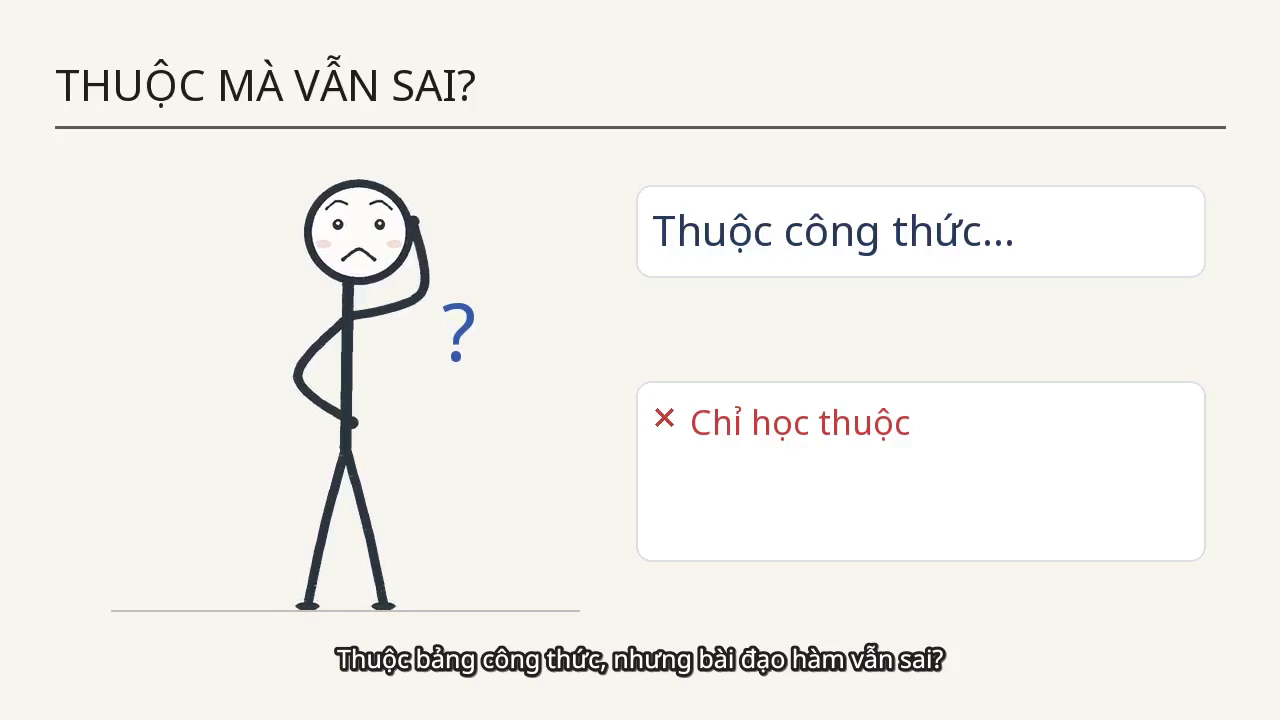 THUỘC MÀ VẪN SAI?
Thuộc công thức...
?
✕ Chỉ học thuộc
Thuộc bảng công thức, nhưng bài đạo hàm vẫn sai?